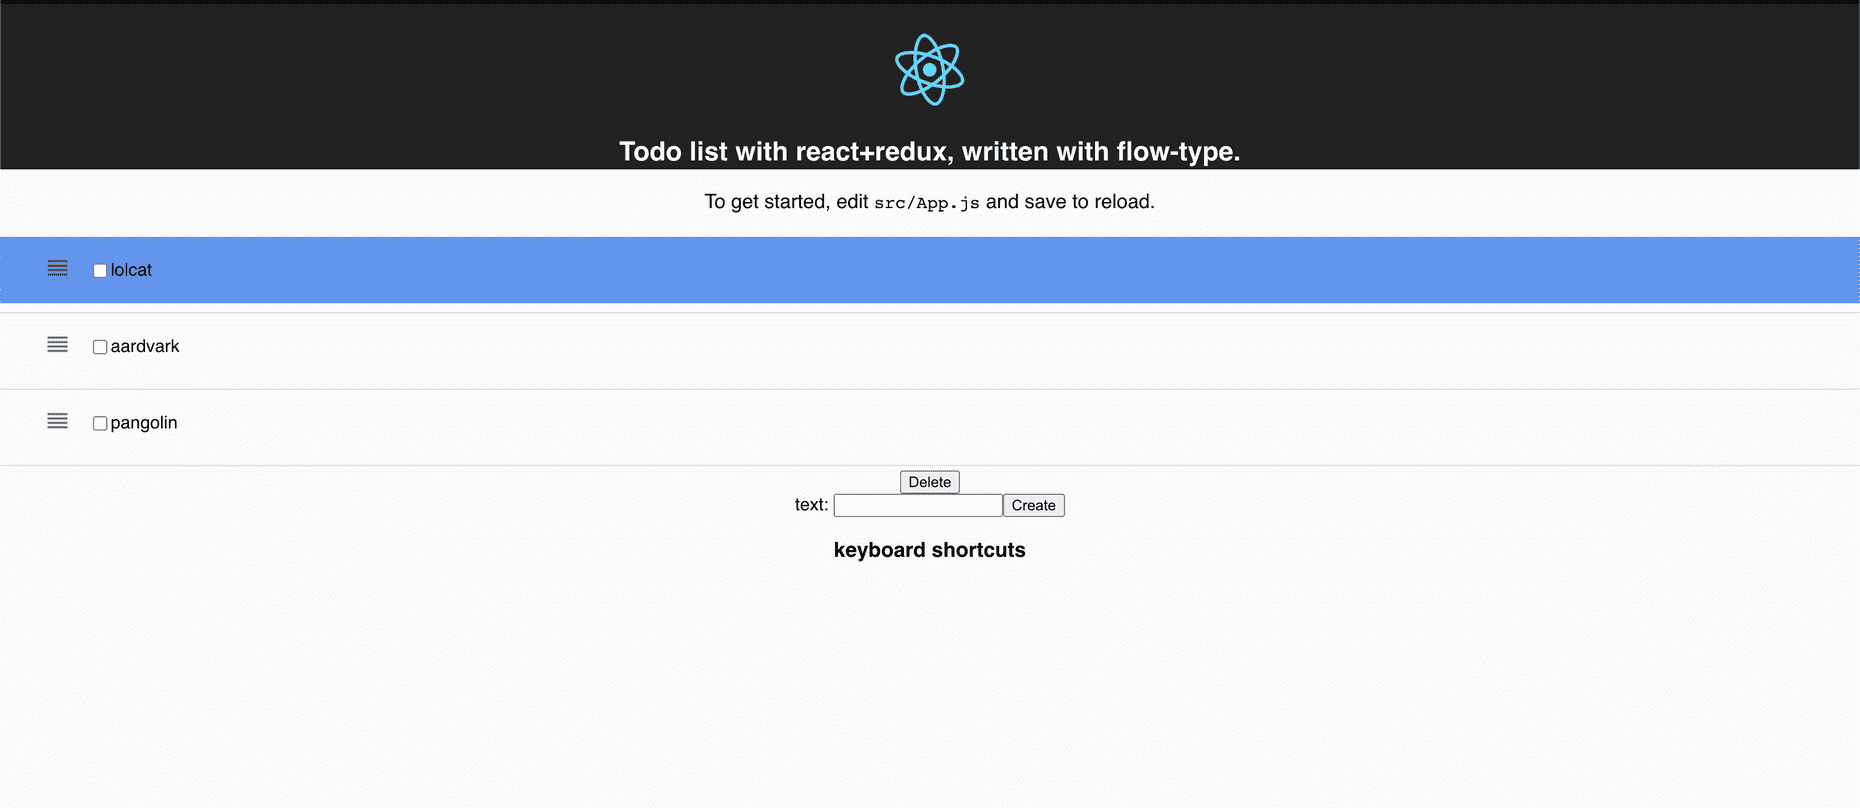 Todo list with react+redux, written with flow-type.
To get started, edit src/App.js and save to reload.
lolcat
aardvark
pangolin
Delete
text: Create
keyboard shortcuts